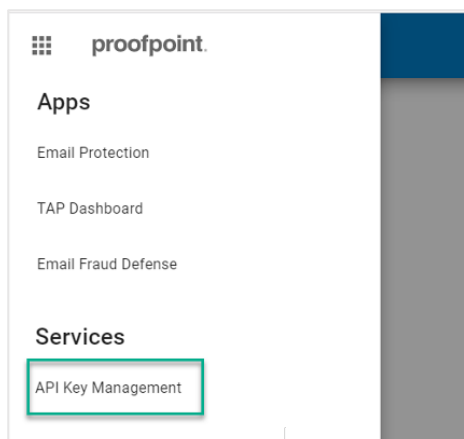 proofpoint.
Apps
Email Protection
TAP Dashboard
Email Fraud Defense
Services
API Key Management